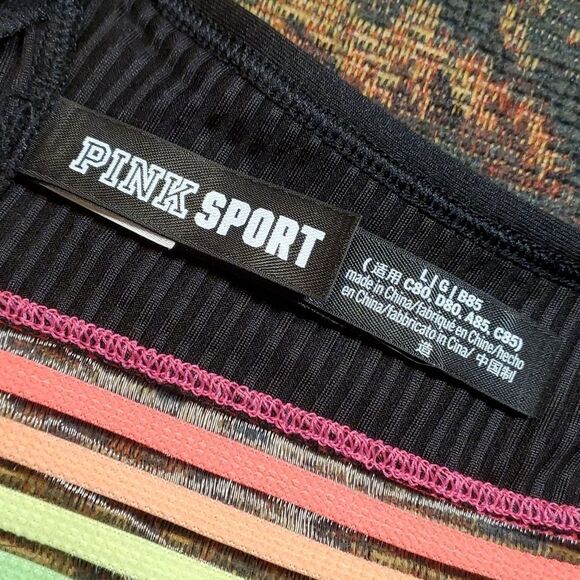 PINK SPORT
L | G | B85
(适用 C80, D80, A85, C85)
made in China/fabriqué en Chine/hecho
en China/Fabbricato in Cina/ 中国制
造